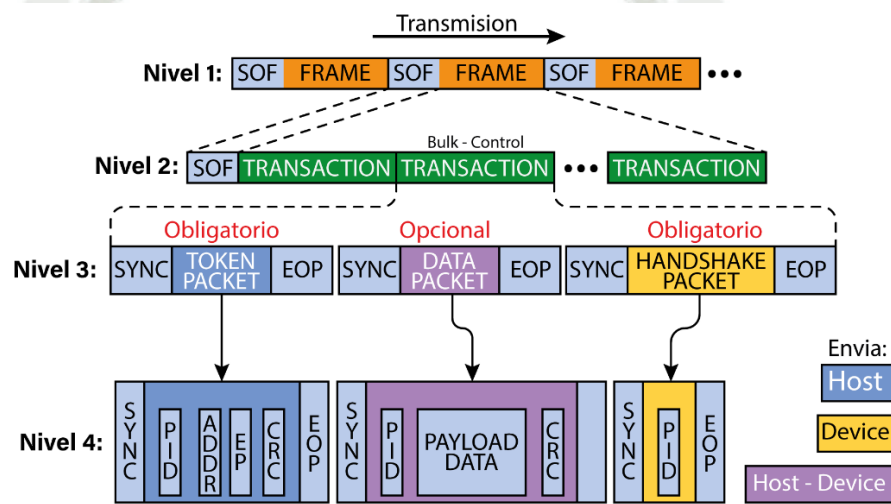 Transmision
Nivel 1: SOF FRAME SOF FRAME SOF FRAME •••
Bulk - Control
Nivel 2: SOF TRANSACTION TRANSACTION ••• TRANSACTION
Obligatorio Opcional Obligatorio
Nivel 3: SYNC TOKEN PACKET EOP SYNC DATA PACKET EOP SYNC HANDSHAKE PACKET EOP
Envia:
Host
Device
Host - Device
Nivel 4: SYNC PID ADDR EP CRC EOP SYNC PID PAYLOAD DATA CRC SYNC PID EOP